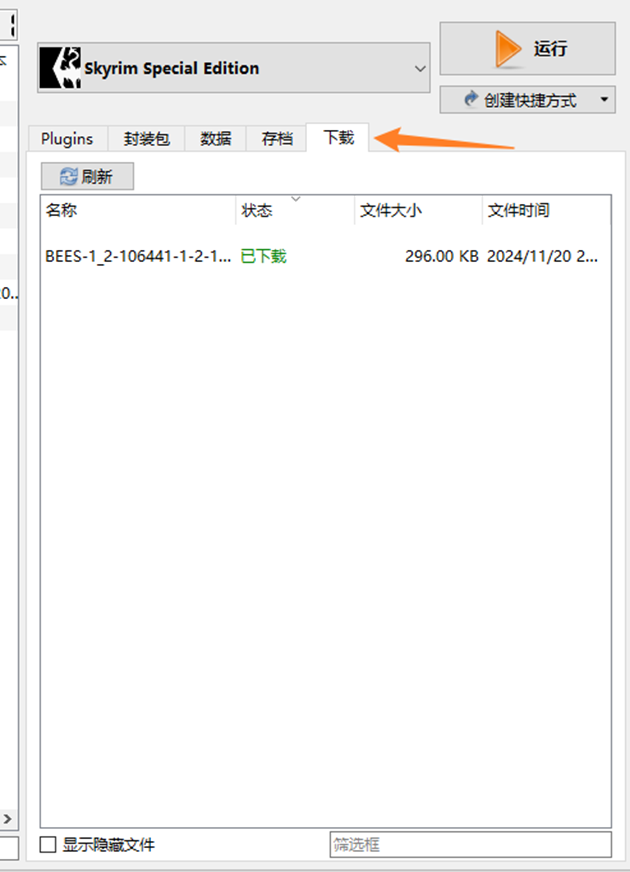 Skyrim Special Edition
运行
创建快捷方式
Plugins 封装包 数据 存档 下载
刷新
名称 状态 文件大小 文件时间
BEES-1_2-106441-1-2-1... 已下载 296.00 KB 2024/11/20 2...
0..
显示隐藏文件 筛选框